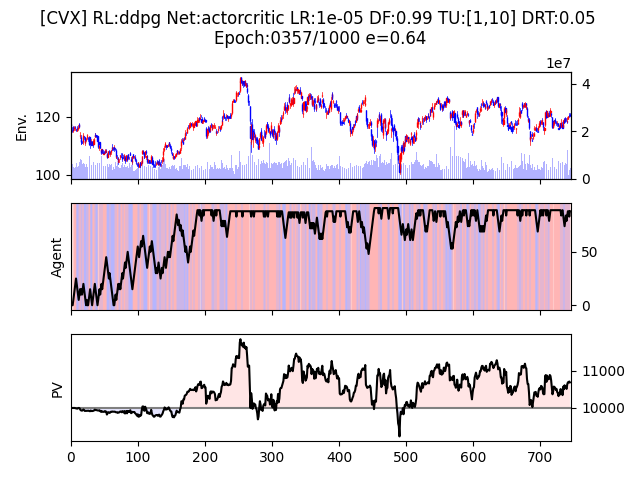 [CVX] RL:ddpg Net:actorcritic LR:1e-05 DF:0.99 TU:[1,10] DRT:0.05
Epoch:0357/1000 e=0.64
1e7
Env.
120
100
4
2
0
Agent
50
0
PV
11000
10000
0 100 200 300 400 500 600 700